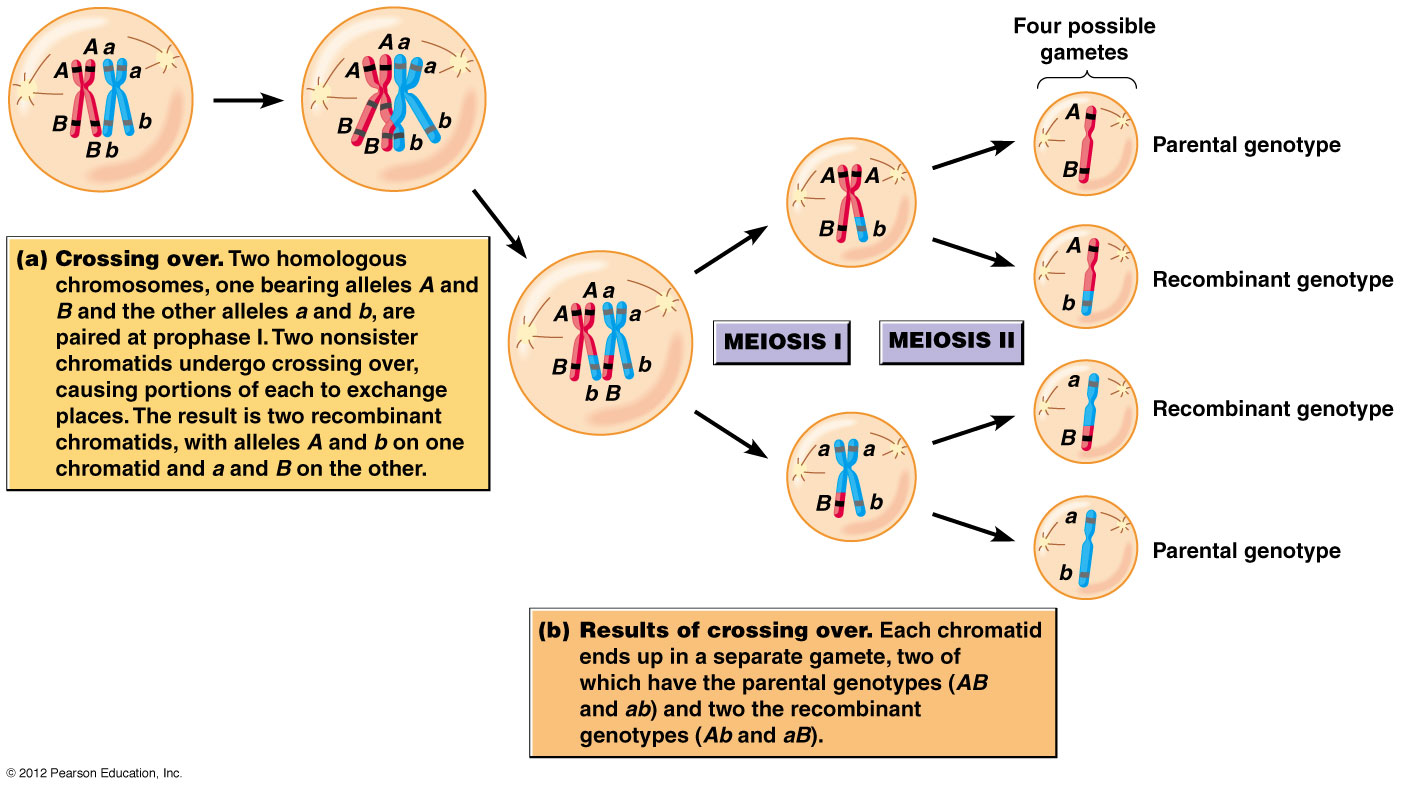 A a
A a
B b
B b
A a
A a
B b
B b
(a) Crossing over. Two homologous
chromosomes, one bearing alleles A and
B and the other alleles a and b, are
paired at prophase I. Two nonsister
chromatids undergo crossing over,
causing portions of each to exchange
places. The result is two recombinant
chromatids, with alleles A and b on one
chromatid and a and B on the other.
A a
A a
B b
b B
MEIOSIS I
MEIOSIS II
A A
B b
a a
B b
Four possible
gametes
A
B
Parental genotype
A
b
Recombinant genotype
a
B
Recombinant genotype
a
b
Parental genotype
(b) Results of crossing over. Each chromatid
ends up in a separate gamete, two of
which have the parental genotypes (AB
and ab) and two the recombinant
genotypes (Ab and aB).
© 2012 Pearson Education, Inc.